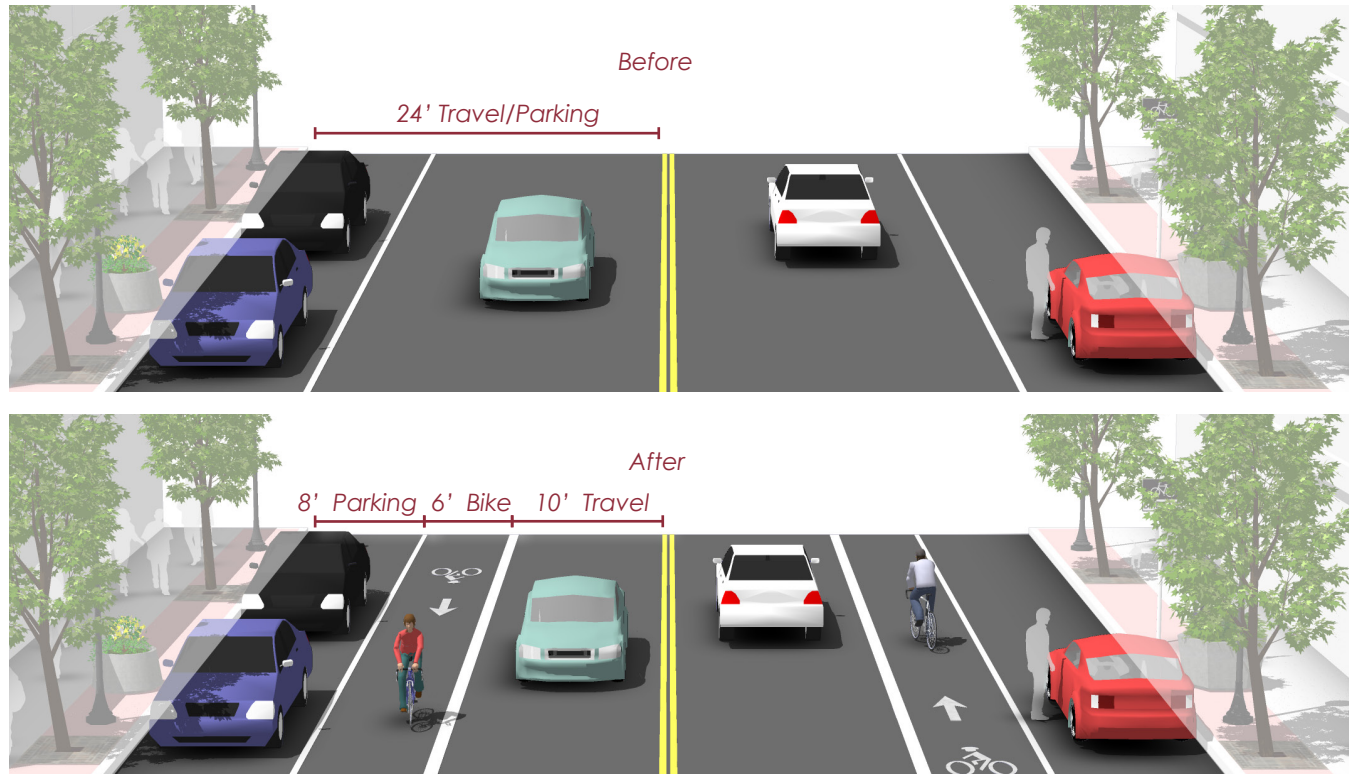 Before
24’ Travel/Parking
After
8’ Parking
6’ Bike
10’ Travel